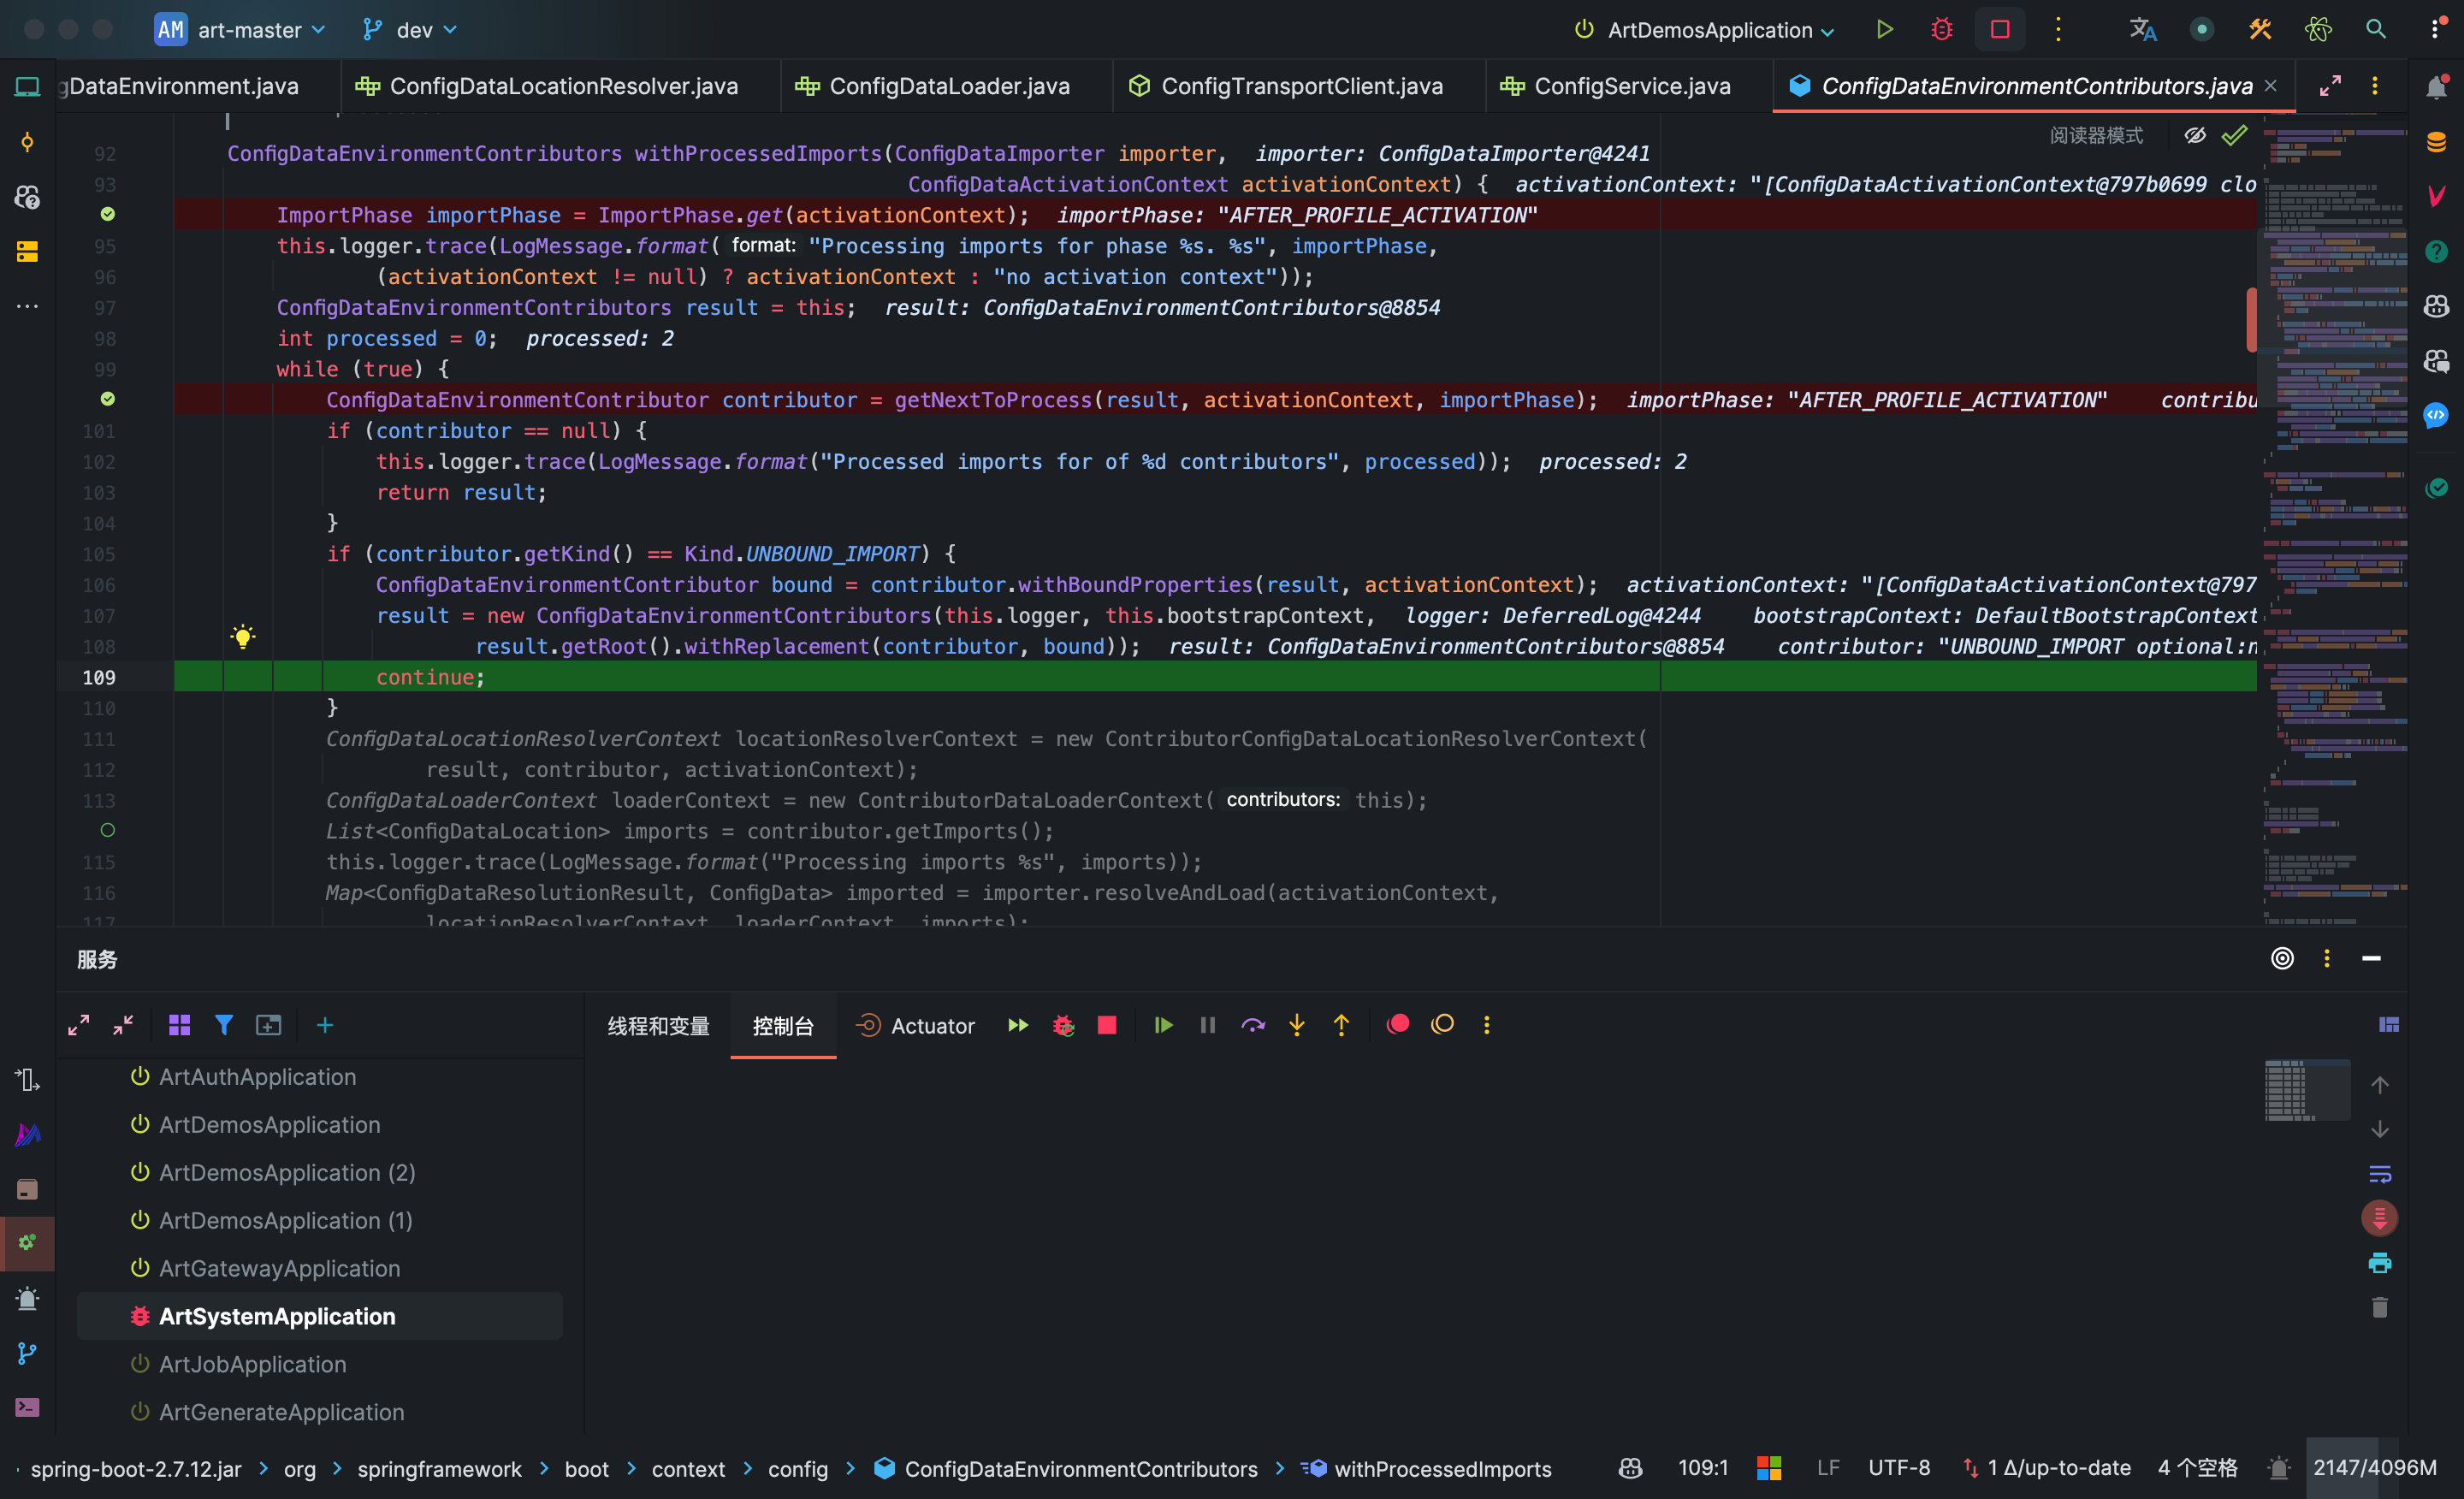 AM art-master dev ArtDemosApplication
gDataEnvironment.java ConfigDataLocationResolver.java ConfigDataLoader.java ConfigTransportClient.java ConfigService.java ConfigDataEnvironmentContributors.java
阅读器模式
92 ConfigDataEnvironmentContributors withProcessedImports(ConfigDataImporter importer, importer: ConfigDataImporter@4241
93 ConfigDataActivationContext activationContext) { activationContext: "[ConfigDataActivationContext@797b0699 clo
ImportPhase importPhase = ImportPhase.get(activationContext); importPhase: "AFTER_PROFILE_ACTIVATION"
95 this.logger.trace(LogMessage.format( format: "Processing imports for phase %s. %s", importPhase,
96 (activationContext != null) ? activationContext : "no activation context"));
97 ConfigDataEnvironmentContributors result = this; result: ConfigDataEnvironmentContributors@8854
98 int processed = 0; processed: 2
99 while (true) {
ConfigDataEnvironmentContributor contributor = getNextToProcess(result, activationContext, importPhase); importPhase: "AFTER_PROFILE_ACTIVATION" contribu
101 if (contributor == null) {
102 this.logger.trace(LogMessage.format("Processed imports for of %d contributors", processed)); processed: 2
103 return result;
104 }
105 if (contributor.getKind() == Kind.UNBOUND_IMPORT) {
106 ConfigDataEnvironmentContributor bound = contributor.withBoundProperties(result, activationContext); activationContext: "[ConfigDataActivationContext@797
107 result = new ConfigDataEnvironmentContributors(this.logger, this.bootstrapContext, logger: DeferredLog@4244 bootstrapContext: DefaultBootstrapContext
108 result.getRoot().withReplacement(contributor, bound)); result: ConfigDataEnvironmentContributors@8854 contributor: "UNBOUND_IMPORT optional:n
109 continue;
110 }
111 ConfigDataLocationResolverContext locationResolverContext = new ContributorConfigDataLocationResolverContext(
112 result, contributor, activationContext);
113 ConfigDataLoaderContext loaderContext = new ContributorDataLoaderContext( contributors: this);
List<ConfigDataLocation> imports = contributor.getImports();
115 this.logger.trace(LogMessage.format("Processing imports %s", imports));
116 Map<ConfigDataResolutionResult, ConfigData> imported = importer.resolveAndLoad(activationContext,
117 locationResolverContext, loaderContext, imports);
服务
线程和变量 控制台 Actuator
ArtAuthApplication
ArtDemosApplication
ArtDemosApplication (2)
ArtDemosApplication (1)
ArtGatewayApplication
ArtSystemApplication
ArtJobApplication
ArtGenerateApplication
spring-boot-2.7.12.jar > org > springframework > boot > context > config > ConfigDataEnvironmentContributors > withProcessedImports 109:1 LF UTF-8 1 Δ/up-to-date 4 个空格 2147/4096M